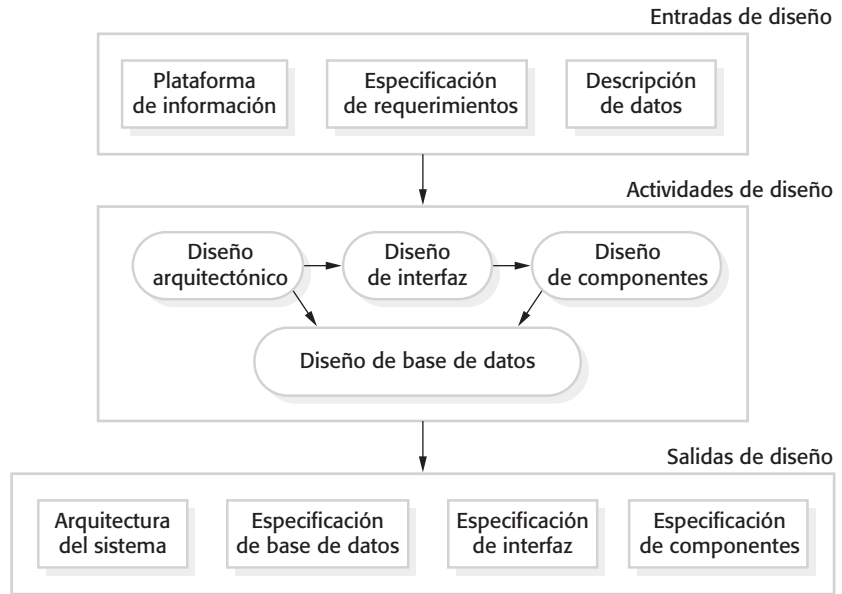 Entradas de diseño
Plataforma
de información
Especificación
de requerimientos
Descripción
de datos
Actividades de diseño
Diseño
arquitectónico
Diseño
de interfaz
Diseño
de componentes
Diseño de base de datos
Salidas de diseño
Arquitectura
del sistema
Especificación
de base de datos
Especificación
de interfaz
Especificación
de componentes